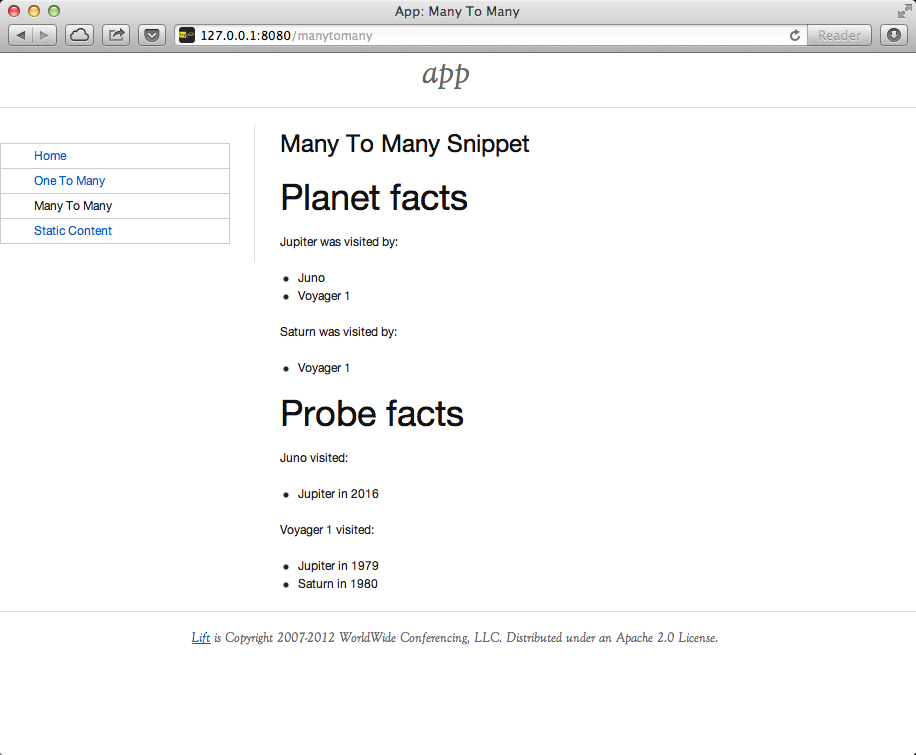 App: Many To Many
127.0.0.1:8080/manytomany
Reader
app
Home
One To Many
Many To Many
Static Content
Many To Many Snippet
Planet facts
Jupiter was visited by:
Juno
Voyager 1
Saturn was visited by:
Voyager 1
Probe facts
Juno visited:
Jupiter in 2016
Voyager 1 visited:
Jupiter in 1979
Saturn in 1980
Lift is Copyright 2007-2012 WorldWide Conferencing, LLC. Distributed under an Apache 2.0 License.